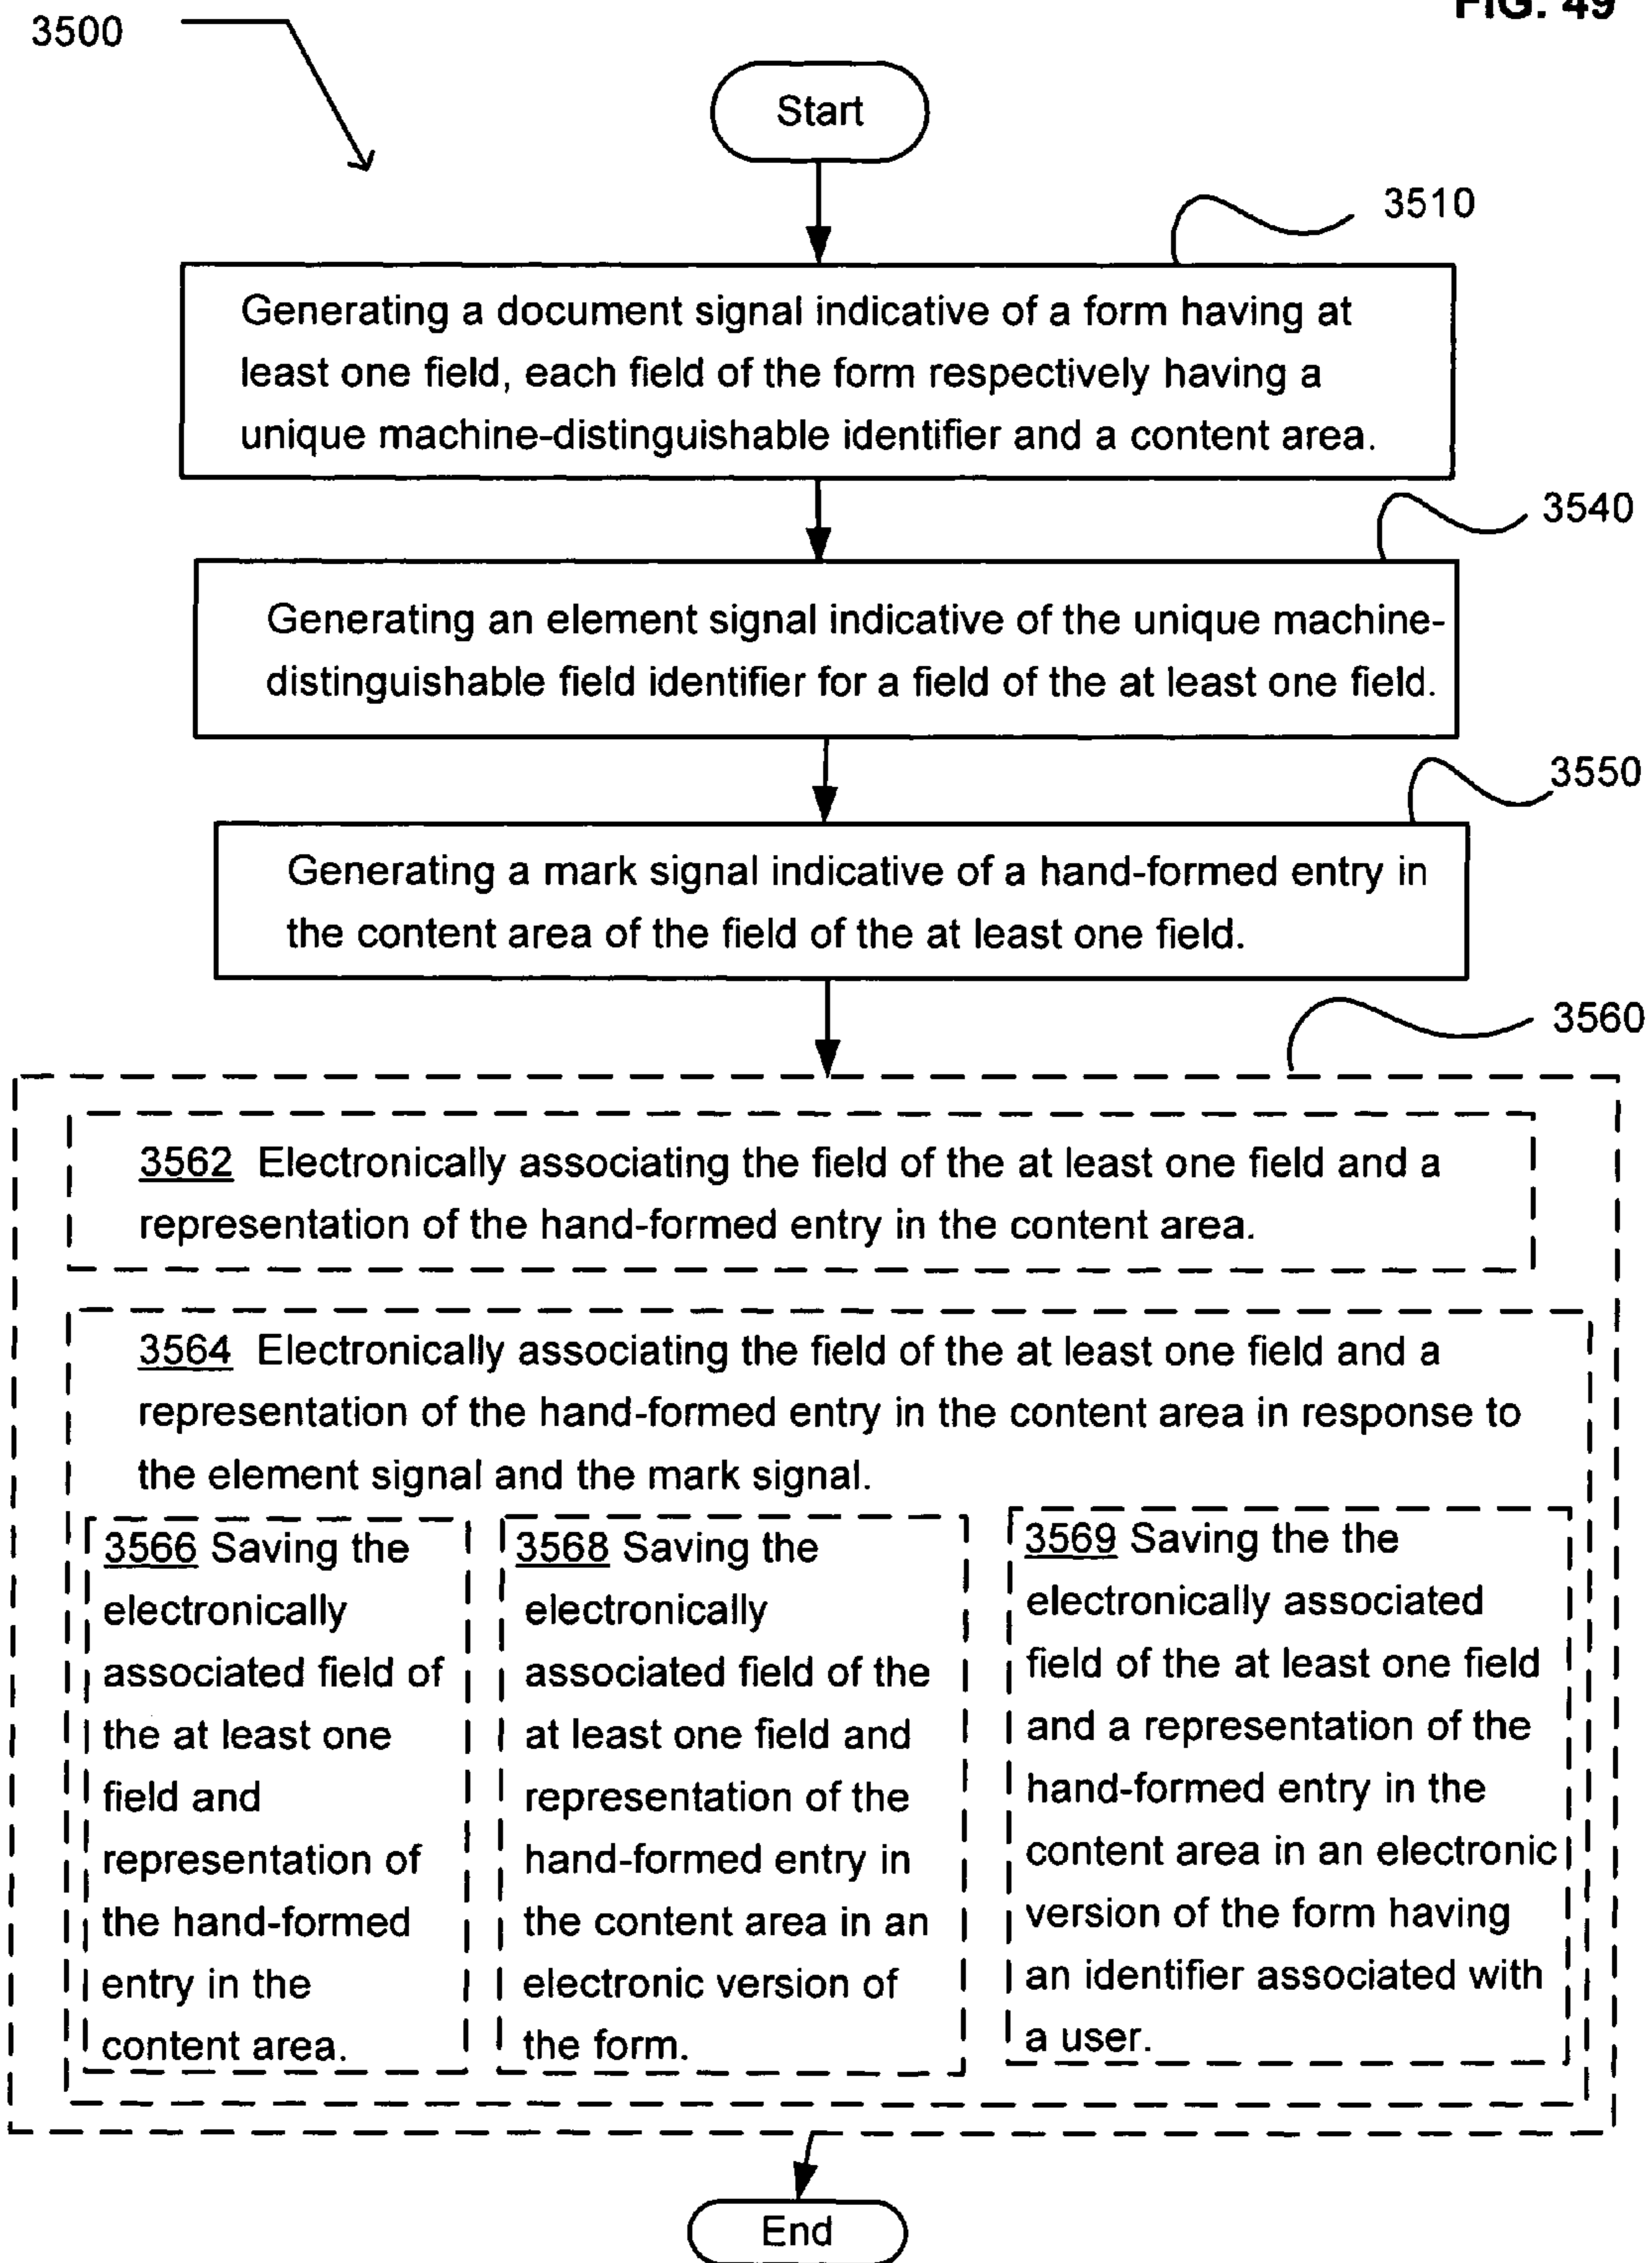 FIG. 49
3500
Start
3510
Generating a document signal indicative of a form having at
least one field, each field of the form respectively having a
unique machine-distinguishable identifier and a content area.
3540
Generating an element signal indicative of the unique machine-
distinguishable field identifier for a field of the at least one field.
3550
Generating a mark signal indicative of a hand-formed entry in
the content area of the field of the at least one field.
3560
3562 Electronically associating the field of the at least one field and a
representation of the hand-formed entry in the content area.
3564 Electronically associating the field of the at least one field and a
representation of the hand-formed entry in the content area in response to
the element signal and the mark signal.
3566 Saving the
electronically
associated field of
the at least one
field and
representation of
the hand-formed
entry in the
content area.
3568 Saving the
electronically
associated field of the
at least one field and
representation of the
hand-formed entry in
the content area in an
electronic version of
the form.
3569 Saving the the
electronically associated
field of the at least one field
and a representation of the
hand-formed entry in the
content area in an electronic
version of the form having
an identifier associated with
a user.
End